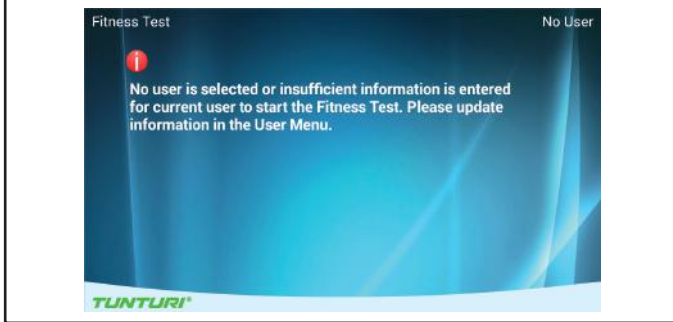 Fitness Test
No User
No user is selected or insufficient information is entered
for current user to start the Fitness Test. Please update
information in the User Menu.
TUNTURI®